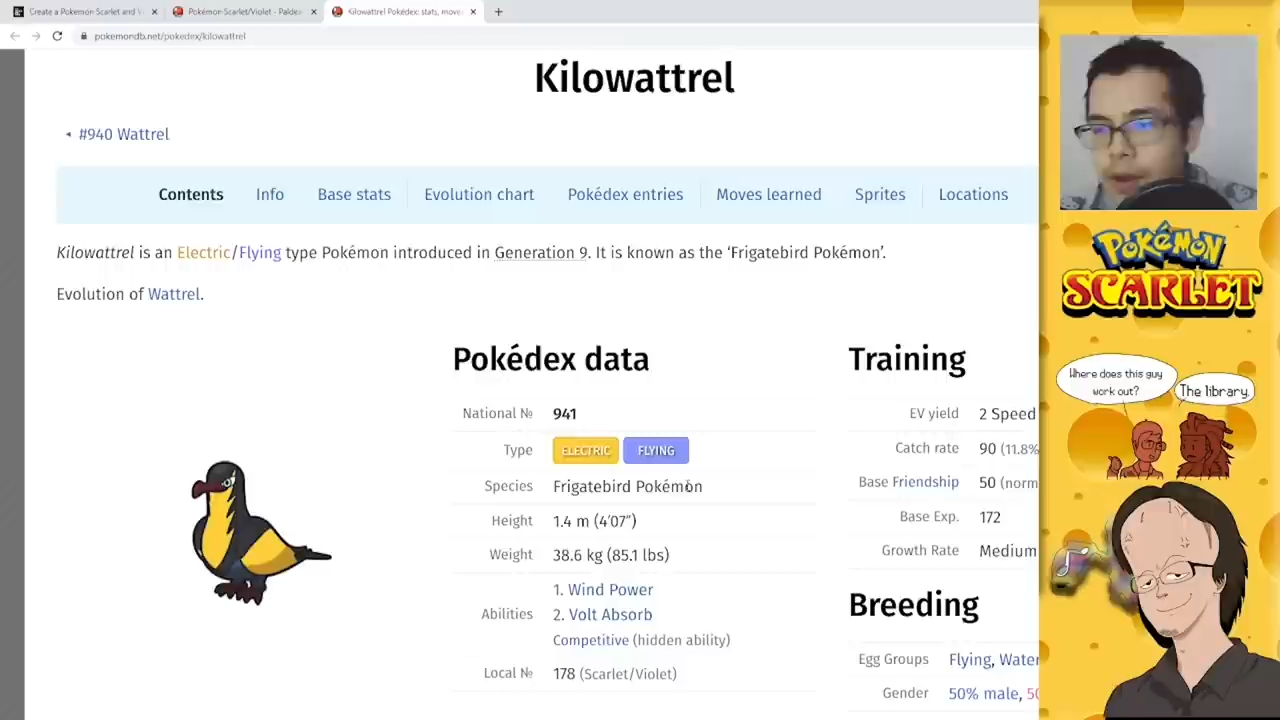 Create a Pokemon Scarlet and V
Pokémon Scarlet/Violet - Paldea
Kilowattrel Pokédex: stats, moves
pokemondb.net/pokedex/kilowattrel
Kilowattrel
#940 Wattrel
Contents Info Base stats Evolution chart Pokédex entries Moves learned Sprites Locations
Kilowattrel is an Electric/Flying type Pokémon introduced in Generation 9. It is known as the ‘Frigatebird Pokémon’.
Evolution of Wattrel.
Pokédex data
National № 941
Type ELECTRIC FLYING
Species Frigatebird Pokémon
Height 1.4 m (4′07″)
Weight 38.6 kg (85.1 lbs)
Abilities
1. Wind Power
2. Volt Absorb
Competitive (hidden ability)
Local № 178 (Scarlet/Violet)
Training
EV yield 2 Speed
Catch rate 90 (11.8%
Base Friendship 50 (norm
Base Exp. 172
Growth Rate Medium
Breeding
Egg Groups Flying, Water
Gender 50% male, 50
POKÉMON
SCARLET
Where does this guy
work out?
The library.